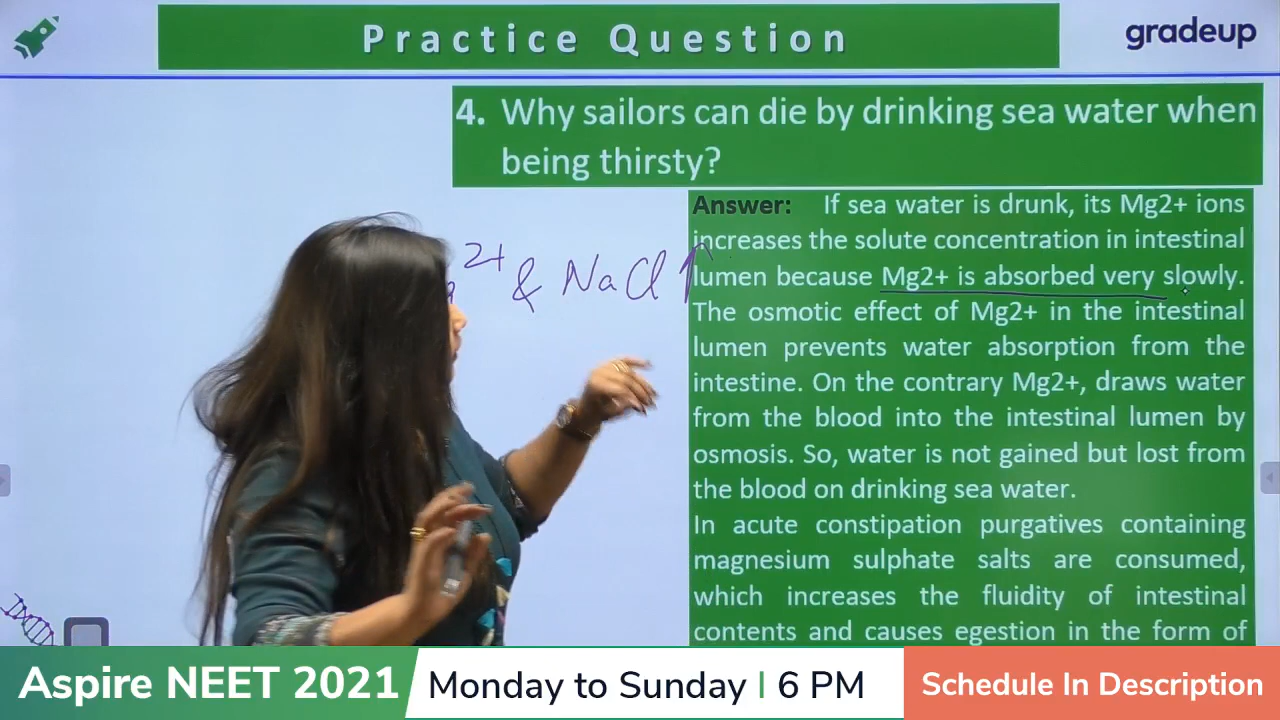 Practice Question
gradeup
4. Why sailors can die by drinking sea water when
being thirsty?
Answer: If sea water is drunk, its Mg2+ ions
increases the solute concentration in intestinal
lumen because Mg2+ is absorbed very slowly.
The osmotic effect of Mg2+ in the intestinal
lumen prevents water absorption from the
intestine. On the contrary Mg2+, draws water
from the blood into the intestinal lumen by
osmosis. So, water is not gained but lost from
the blood on drinking sea water.
In acute constipation purgatives containing
magnesium sulphate salts are consumed,
which increases the fluidity of intestinal
contents and causes egestion in the form of
2+ & NaCl ↑
Aspire NEET 2021
Monday to Sunday | 6 PM
Schedule In Description